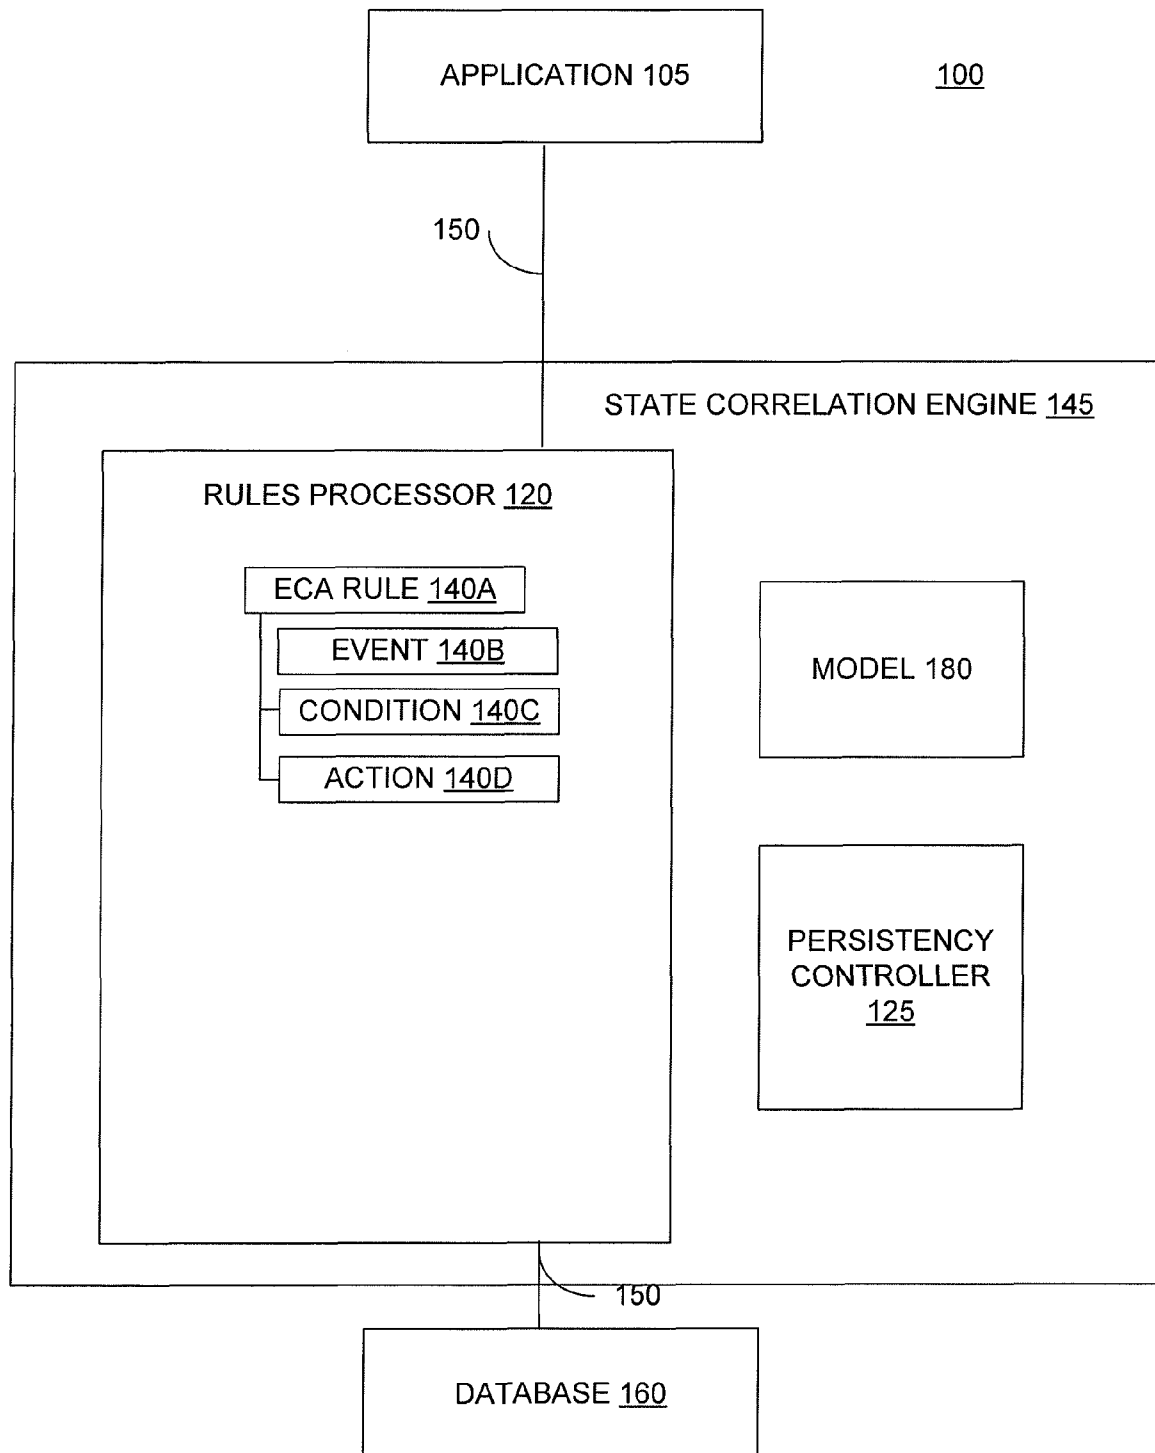 APPLICATION 105
100
150
STATE CORRELATION ENGINE 145
RULES PROCESSOR 120
ECA RULE 140A
EVENT 140B
CONDITION 140C
ACTION 140D
MODEL 180
PERSISTENCY
CONTROLLER
125
150
DATABASE 160